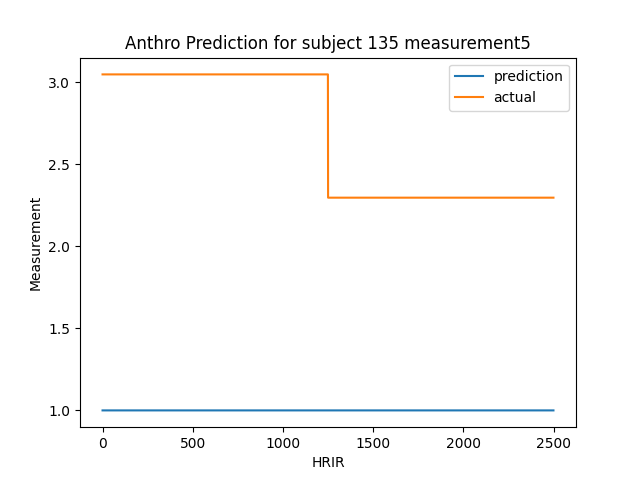 Anthro Prediction for subject 135 measurement5
prediction
actual
Measurement
3.0
2.5
2.0
1.5
1.0
0
500
1000
1500
2000
2500
HRIR